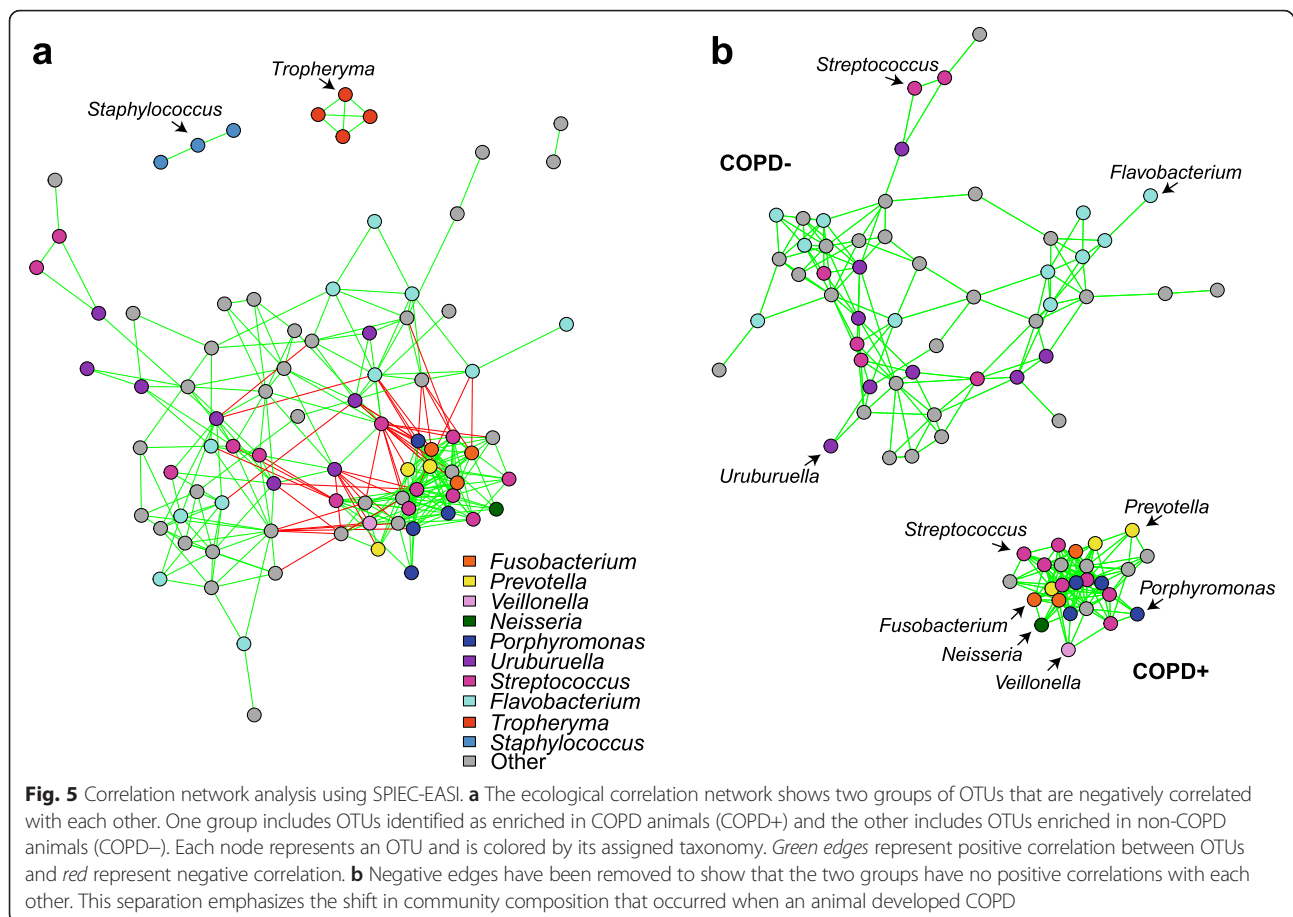 a
Tropheryma
Staphylococcus
Fusobacterium
Prevotella
Veillonella
Neisseria
Porphyromonas
Uruburuella
Streptococcus
Flavobacterium
Tropheryma
Staphylococcus
Other
b
Streptococcus
COPD-
Flavobacterium
Uruburuella
Prevotella
Streptococcus
Porphyromonas
Fusobacterium
Neisseria
Veillonella
COPD+
Fig. 5 Correlation network analysis using SPIEC-EASI. a The ecological correlation network shows two groups of OTUs that are negatively correlated
with each other. One group includes OTUs identified as enriched in COPD animals (COPD+) and the other includes OTUs enriched in non-COPD
animals (COPD−). Each node represents an OTU and is colored by its assigned taxonomy. Green edges represent positive correlation between OTUs
and red represent negative correlation. b Negative edges have been removed to show that the two groups have no positive correlations with each
other. This separation emphasizes the shift in community composition that occurred when an animal developed COPD